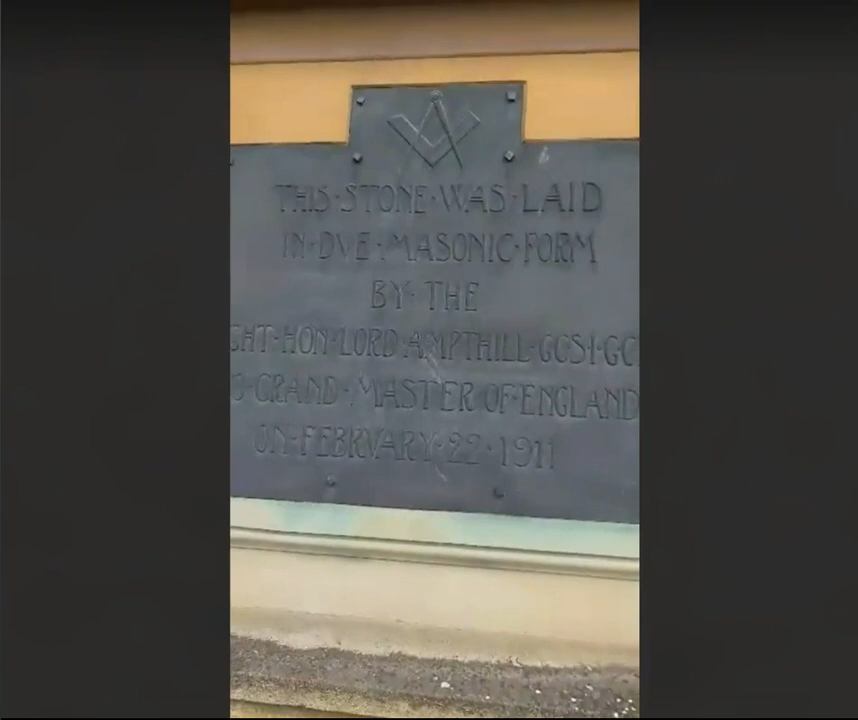 THIS·STONE·WAS·LAID
IN·DVE·MASONIC·FORM
BY·THE
GHT·HON·LORD·AMPTHILL·GCSI·GC
O·GRAND·MASTER OF·ENGLAND
ON·FEBRVARY·22·1911